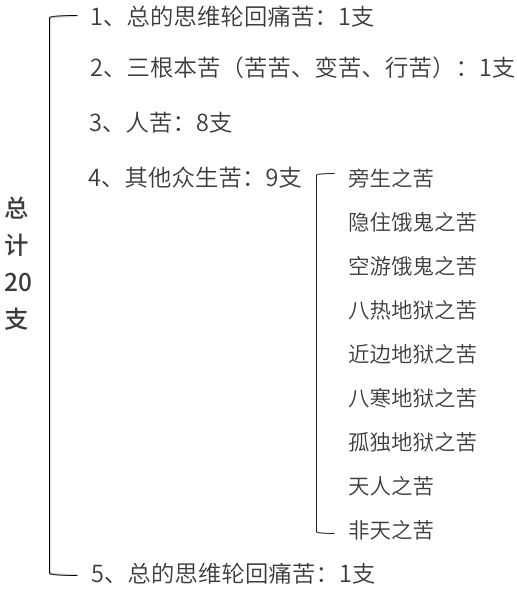 总计20支
1、总的思维轮回痛苦：1支
2、三根本苦（苦苦、变苦、行苦）：1支
3、人苦：8支
4、其他众生苦：9支
旁生之苦
隐住饿鬼之苦
空游饿鬼之苦
八热地狱之苦
近边地狱之苦
八寒地狱之苦
孤独地狱之苦
天人之苦
非天之苦
5、总的思维轮回痛苦：1支